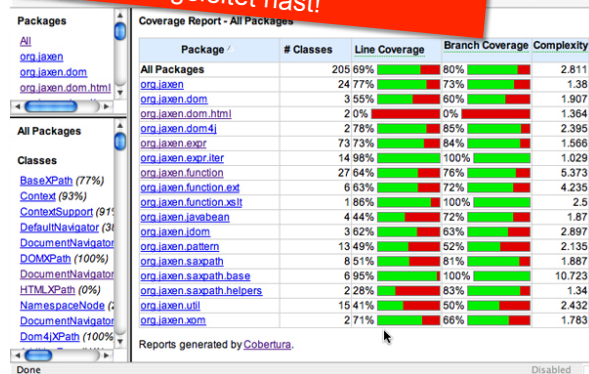 geleitet hast!
Packages
All
org.jaxen
org.jaxen.dom
org.jaxen.dom.html
All Packages
Classes
BaseXPath (77%)
Context (93%)
ContextSupport (91%
DefaultNavigator (3
DocumentNavigator
DOMXPath (100%)
DocumentNavigator
HTMLXPath (0%)
NamespaceNode (
DocumentNavigator
Dom4jXPath (100%
Coverage Report - All Packages
Package # Classes Line Coverage Branch Coverage Complexity
All Packages 205 69% 80% 2.811
org.jaxen 24 77% 73% 1.38
org.jaxen.dom 3 55% 60% 1.907
org.jaxen.dom.html 2 0% 0% 1.364
org.jaxen.dom4j 2 78% 85% 2.395
org.jaxen.expr 73 73% 84% 1.566
org.jaxen.expr.iter 14 98% 100% 1.029
org.jaxen.function 27 64% 76% 5.373
org.jaxen.function.ext 6 63% 72% 4.235
org.jaxen.function.xslt 1 86% 100% 2.5
org.jaxen.javabean 4 44% 72% 1.87
org.jaxen.jdom 3 62% 63% 2.897
org.jaxen.pattern 13 49% 52% 2.135
org.jaxen.saxpath 8 51% 81% 1.887
org.jaxen.saxpath.base 6 95% 100% 10.723
org.jaxen.saxpath.helpers 2 28% 83% 1.34
org.jaxen.util 15 41% 50% 2.432
org.jaxen.xom 2 71% 66% 1.783
Reports generated by Cobertura.
Done
Disabled